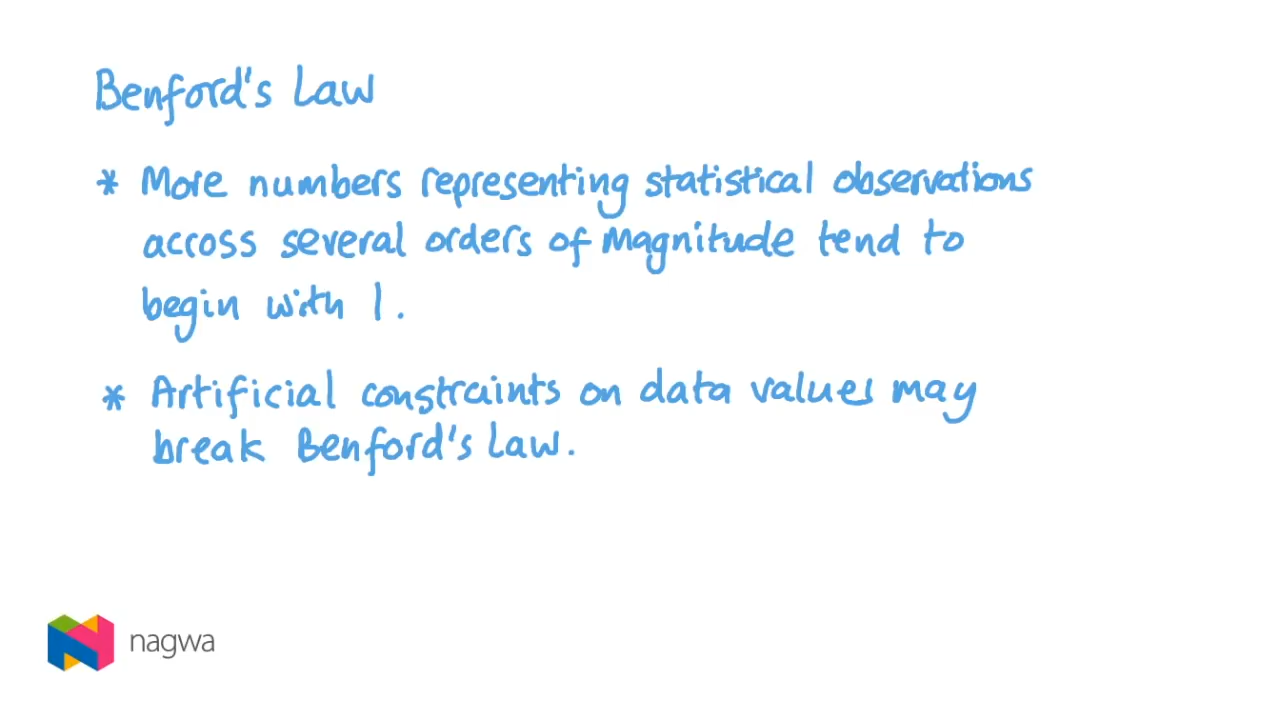 Benford's Law
* More numbers representing statistical observations
across several orders of magnitude tend to
begin with 1.
* Artificial constraints on data values may
break Benford's Law.
nagwa